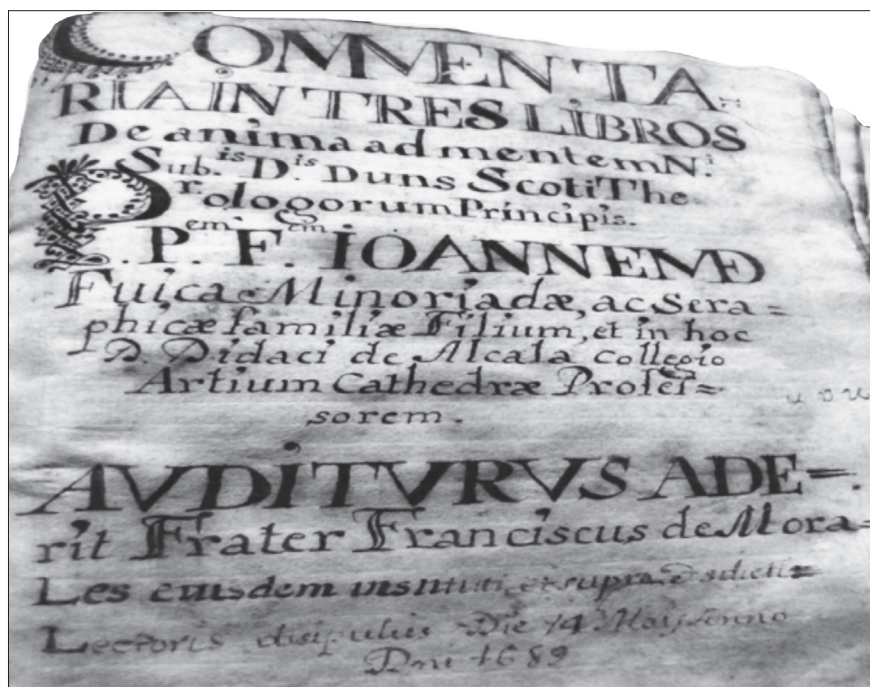 COMMENTA=
RIA IN TRES LIBROS
De anima ad mentem N.i
Sub.is D.is Duns Scoti The
ologorum Principis.
Pr. P.em F.em IOANNEM D
Fuica Minoriadæ, ac Sera=
phicæ familiæ Filium, et in hoc
D. Didaci de Alcala Collegio
Artium Cathedræ Profes=
sorem.
AVDITVRVS ADE=
rit Frater Franciscus de Mora=
Les eiusdem instituti, et supra
Lectoris disipulus Die 14 Maij Anno
Dni 1689